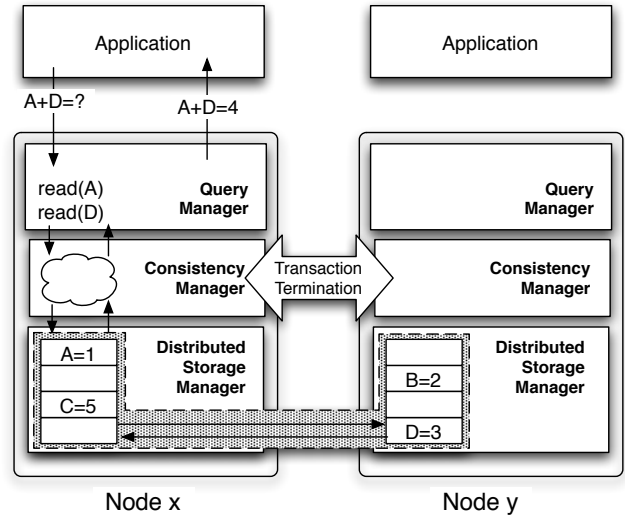 Application
A+D=?
A+D=4
read(A)
read(D)
Query
Manager
Consistency
Manager
Distributed
Storage
Manager
A=1
C=5
Node x
Transaction
Termination
Application
Query
Manager
Consistency
Manager
Distributed
Storage
Manager
B=2
D=3
Node y